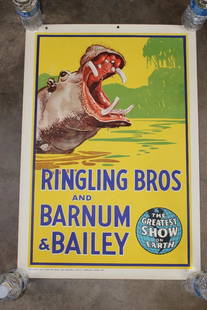 RINGLING BROS
AND
BARNUM
& BAILEY
THE
GREATEST
SHOW
ON
EARTH